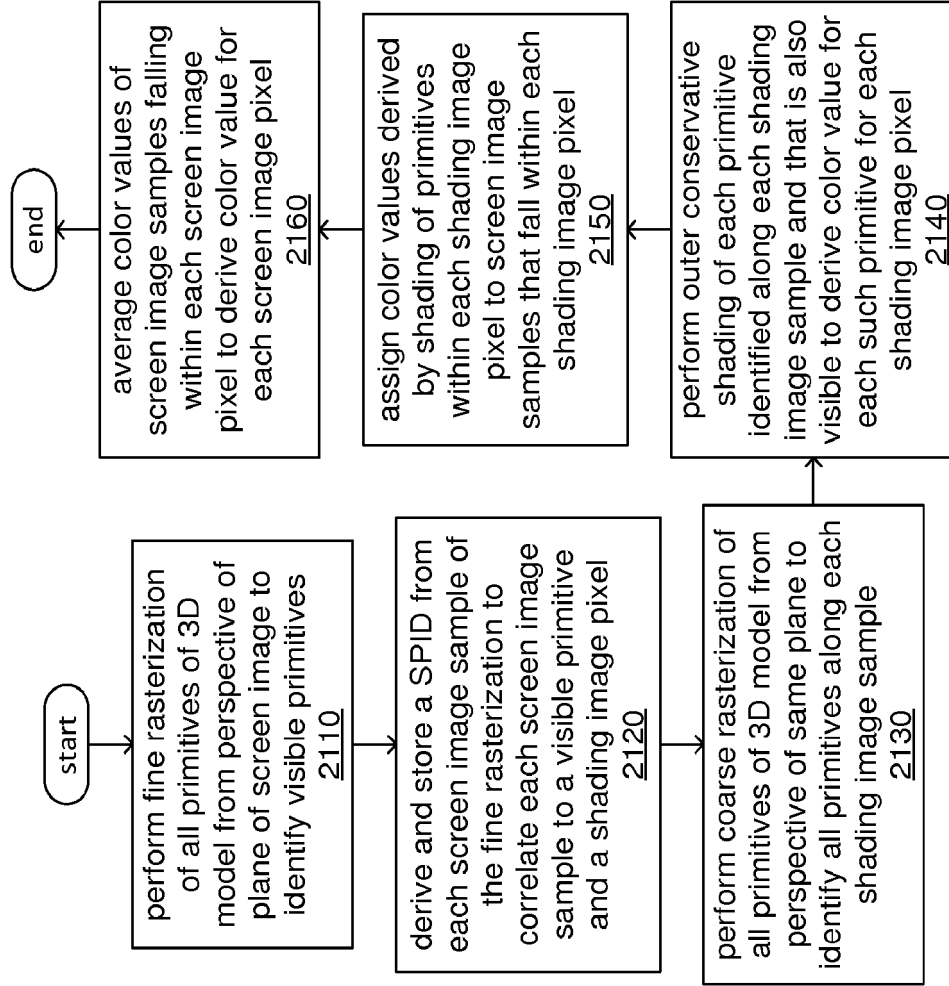 start
perform fine rasterization
of all primitives of 3D
model from perspective of
plane of screen image to
identify visible primitives
2110
derive and store a SPID from
each screen image sample of
the fine rasterization to
correlate each screen image
sample to a visible primitive
and a shading image pixel
2120
perform coarse rasterization of
all primitives of 3D model from
perspective of same plane to
identify all primitives along each
shading image sample
2130
perform outer conservative
shading of each primitive
identified along each shading
image sample and that is also
visible to derive color value for
each such primitive for each
shading image pixel
2140
assign color values derived
by shading of primitives
within each shading image
pixel to screen image
samples that fall within each
shading image pixel
2150
average color values of
screen image samples falling
within each screen image
pixel to derive color value for
each screen image pixel
2160
end